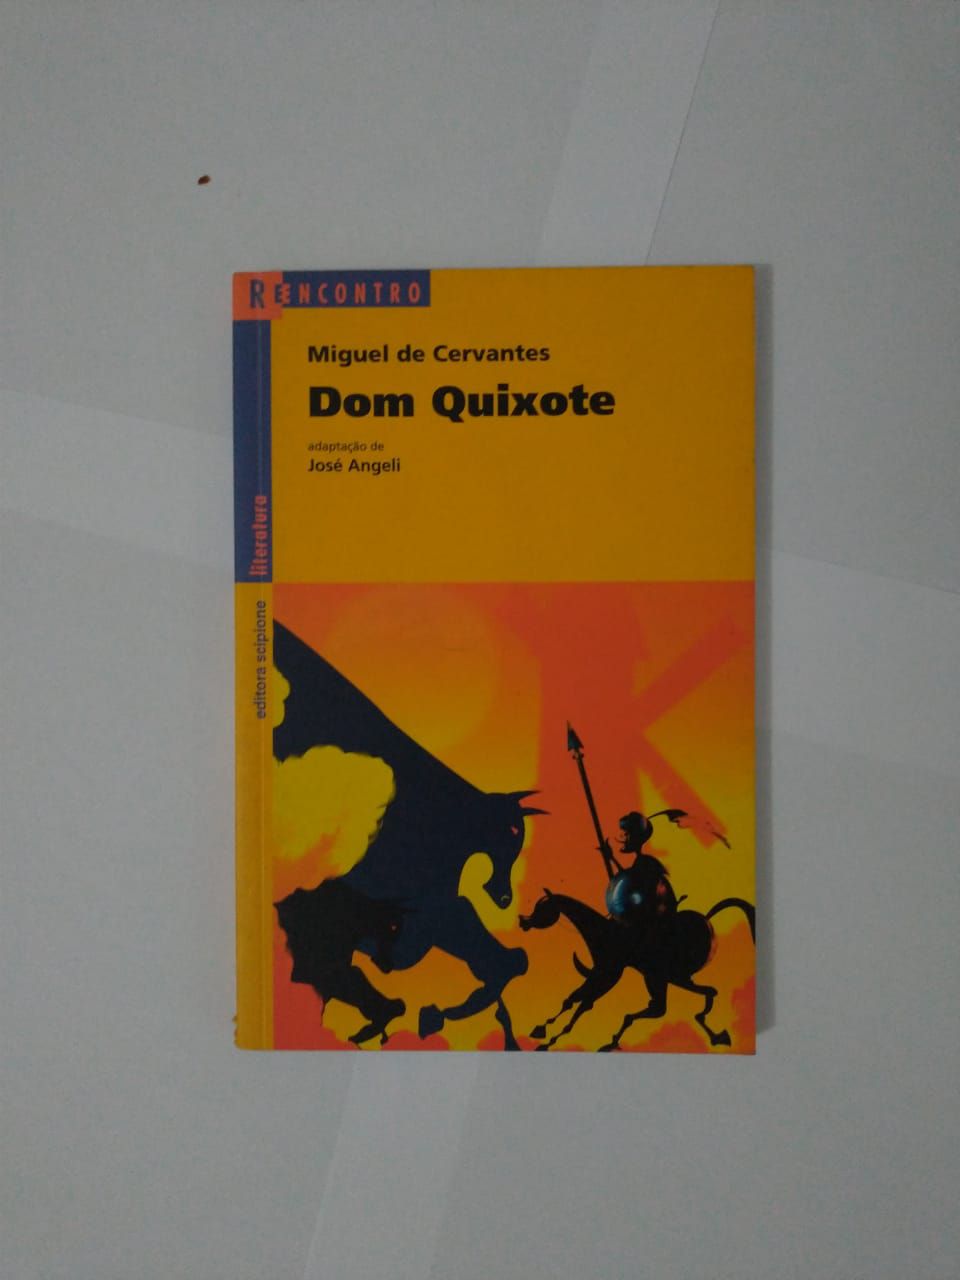 REENCONTRO
Miguel de Cervantes
Dom Quixote
adaptação de
José Angeli
literatura
editora scipione